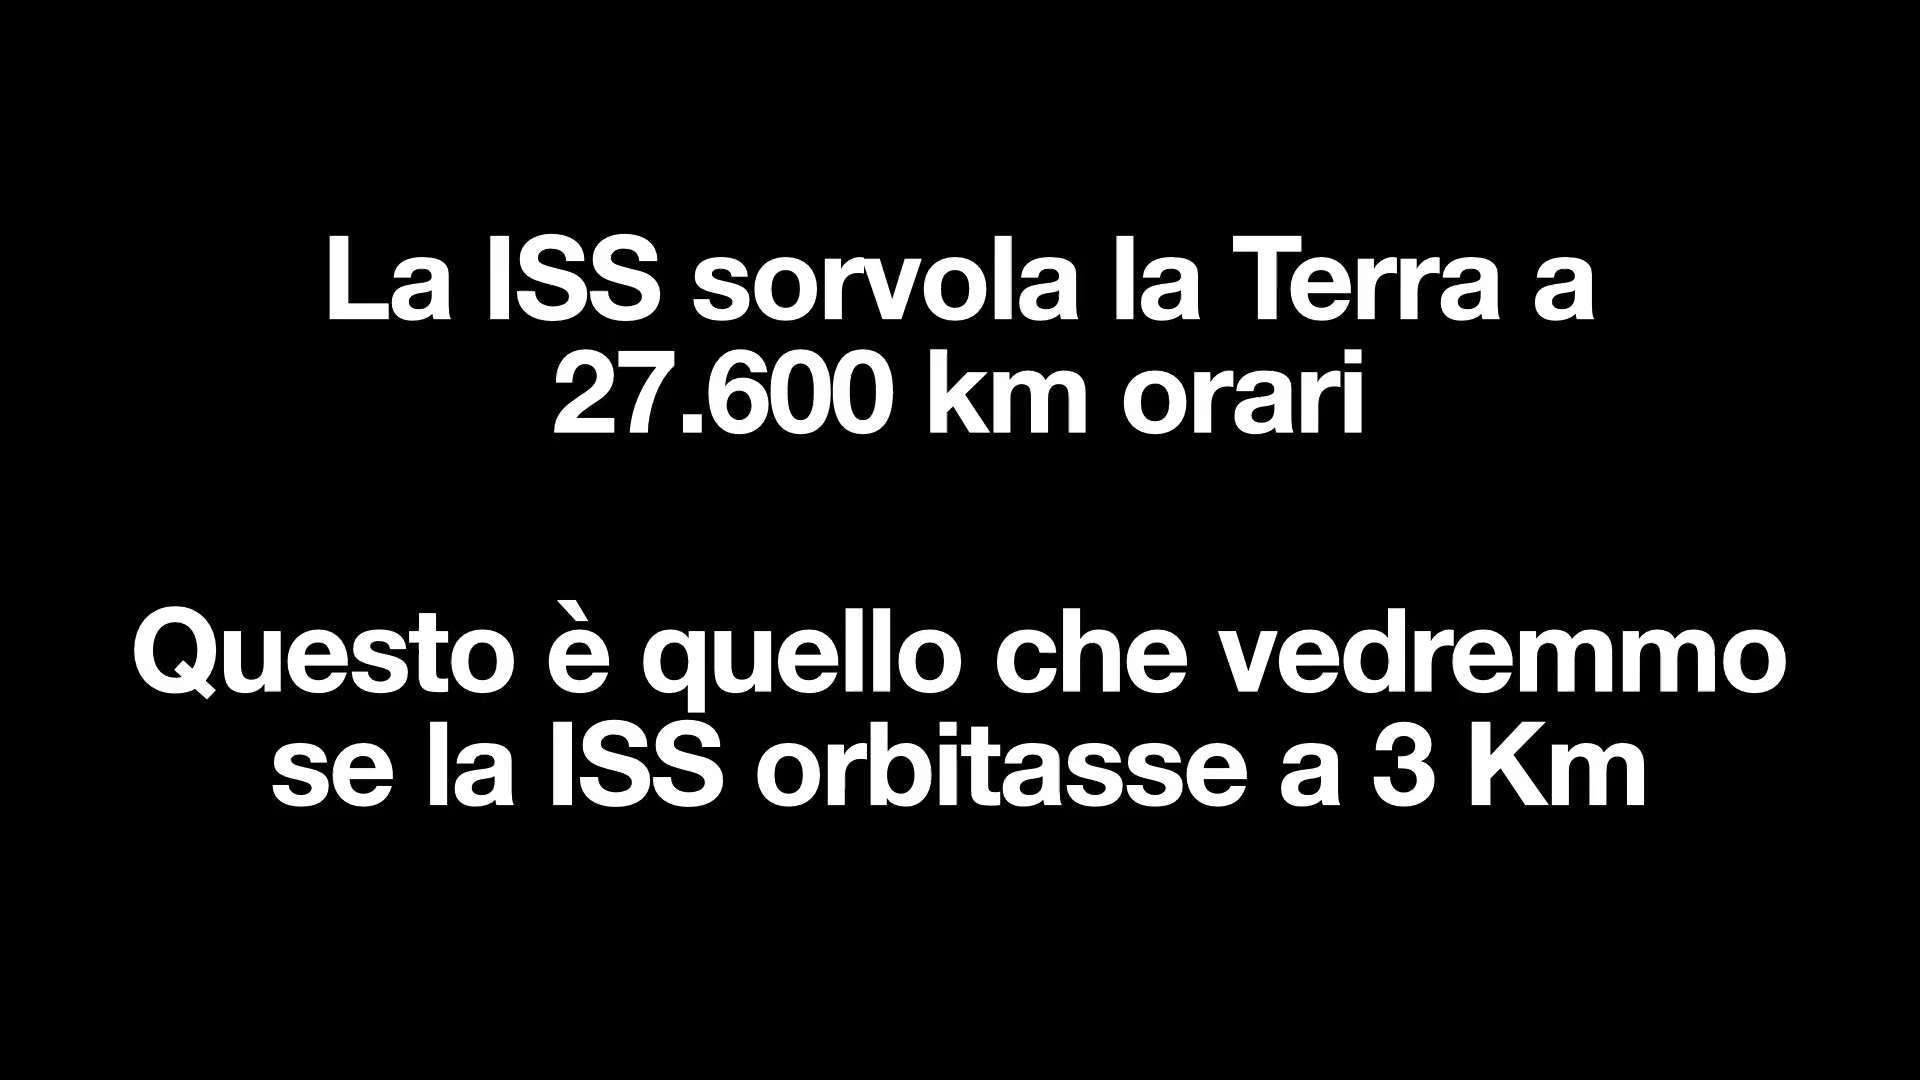 La ISS sorvola la Terra a
27.600 km orari
Questo è quello che vedremmo
se la ISS orbitasse a 3 Km